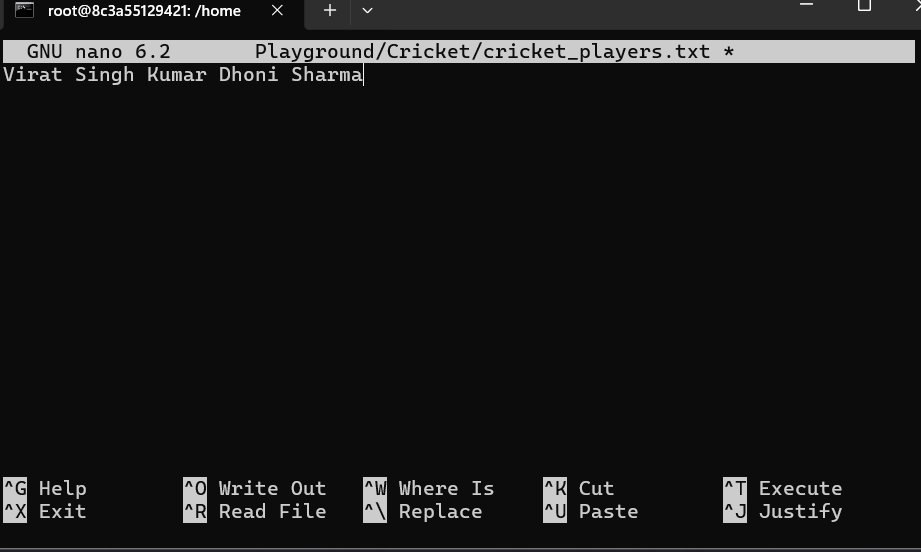 root@8c3a55129421: /home
GNU nano 6.2 Playground/Cricket/cricket_players.txt *
Virat Singh Kumar Dhoni Sharma
^G Help ^O Write Out ^W Where Is ^K Cut ^T Execute
^X Exit ^R Read File ^\ Replace ^U Paste ^J Justify